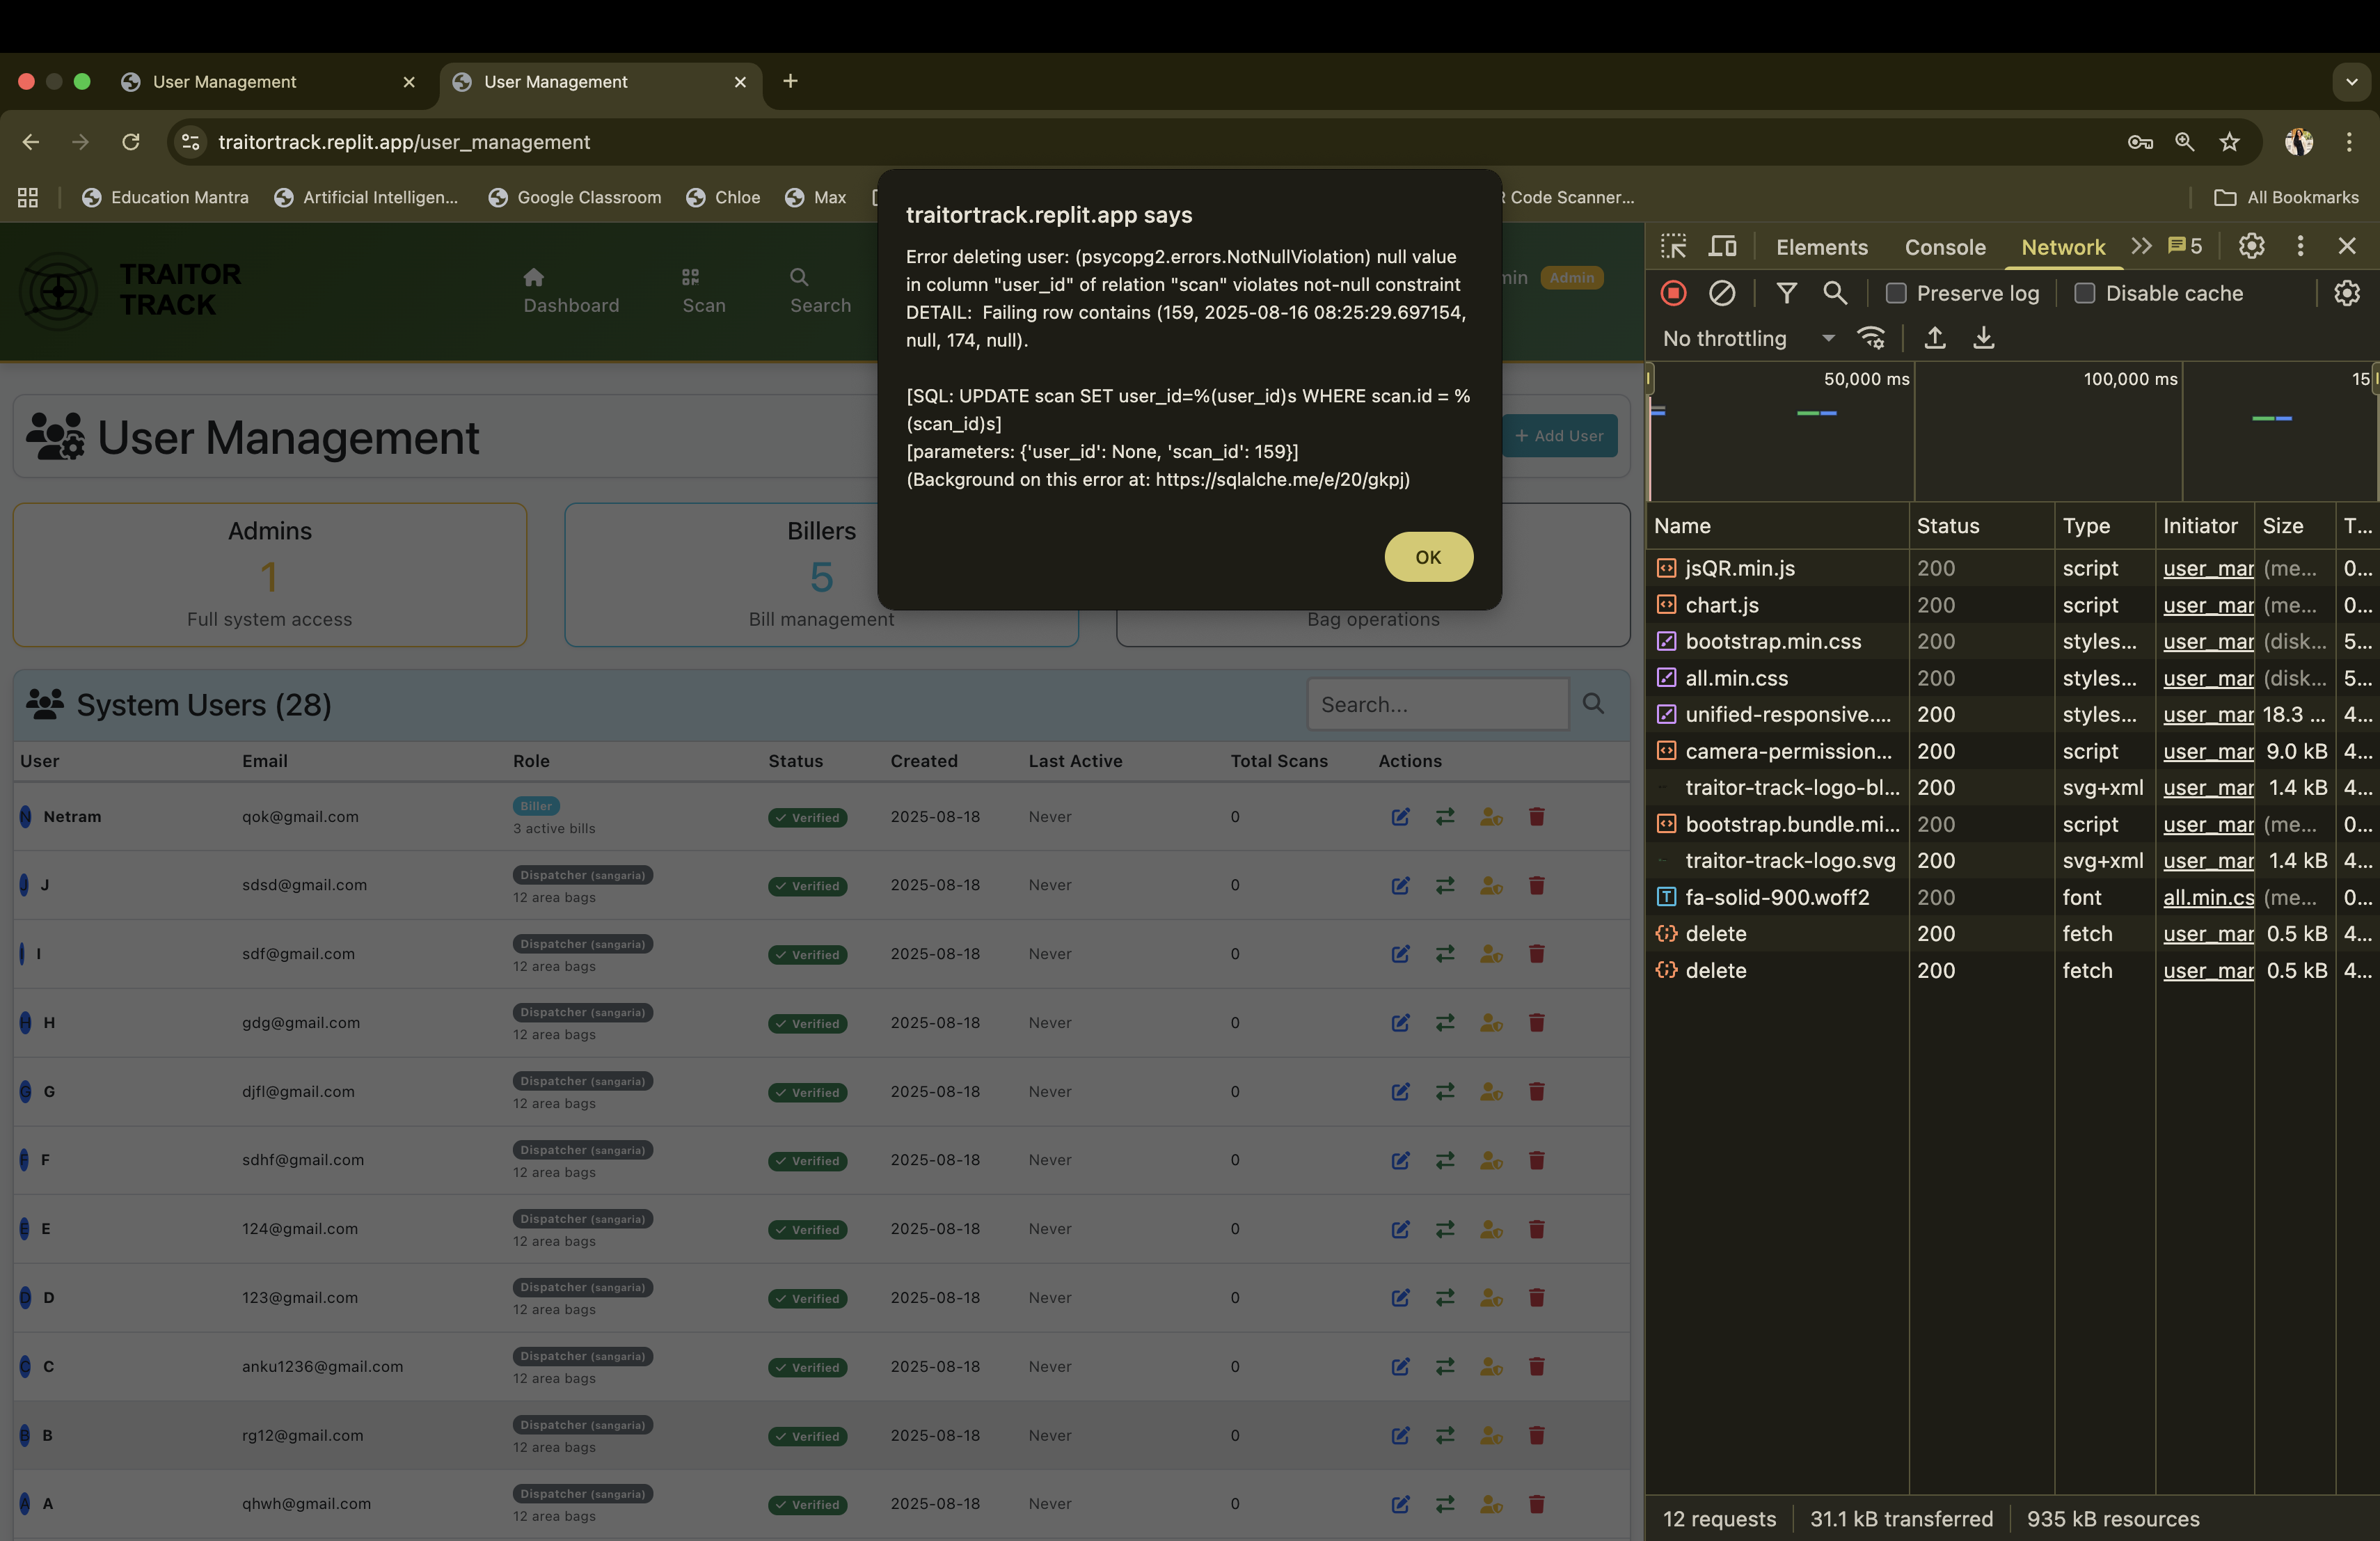 User Management
User Management
traitortrack.replit.app/user_management
Education Mantra
Artificial Intelligen...
Google Classroom
Chloe
Max
Code Scanner...
All Bookmarks
TRAITOR
TRACK
Dashboard
Scan
Search
Admin
traitortrack.replit.app says
Error deleting user: (psycopg2.errors.NotNullViolation) null value
in column "user_id" of relation "scan" violates not-null constraint
DETAIL:  Failing row contains (159, 2025-08-16 08:25:29.697154,
null, 174, null).
[SQL: UPDATE scan SET user_id=%(user_id)s WHERE scan.id = %
(scan_id)s]
[parameters: {'user_id': None, 'scan_id': 159}]
(Background on this error at: https://sqlalche.me/e/20/gkpj)
OK
User Management
+ Add User
Admins
1
Full system access
Billers
5
Bill management
Bag operations
System Users (28)
Search...
User Email Role Status Created Last Active Total Scans Actions
N Netram qok@gmail.com Biller 3 active bills Verified 2025-08-18 Never 0
J J sdsd@gmail.com Dispatcher (sangaria) 12 area bags Verified 2025-08-18 Never 0
I I sdf@gmail.com Dispatcher (sangaria) 12 area bags Verified 2025-08-18 Never 0
H H gdg@gmail.com Dispatcher (sangaria) 12 area bags Verified 2025-08-18 Never 0
G G djfl@gmail.com Dispatcher (sangaria) 12 area bags Verified 2025-08-18 Never 0
F F sdhf@gmail.com Dispatcher (sangaria) 12 area bags Verified 2025-08-18 Never 0
E E 124@gmail.com Dispatcher (sangaria) 12 area bags Verified 2025-08-18 Never 0
D D 123@gmail.com Dispatcher (sangaria) 12 area bags Verified 2025-08-18 Never 0
C C anku1236@gmail.com Dispatcher (sangaria) 12 area bags Verified 2025-08-18 Never 0
B B rg12@gmail.com Dispatcher (sangaria) 12 area bags Verified 2025-08-18 Never 0
A A qhwh@gmail.com Dispatcher (sangaria) 12 area bags Verified 2025-08-18 Never 0
Elements Console Network 5
Preserve log Disable cache
No throttling
50,000 ms 100,000 ms 15
Name Status Type Initiator Size T...
jsQR.min.js 200 script user_mar (me... 0...
chart.js 200 script user_mar (me... 0...
bootstrap.min.css 200 styles... user_mar (disk... 5...
all.min.css 200 styles... user_mar (disk... 5...
unified-responsive.... 200 styles... user_mar 18.3 ... 4...
camera-permission... 200 script user_mar 9.0 kB 4...
traitor-track-logo-bl... 200 svg+xml user_mar 1.4 kB 4...
bootstrap.bundle.mi... 200 script user_mar (me... 0...
traitor-track-logo.svg 200 svg+xml user_mar 1.4 kB 4...
fa-solid-900.woff2 200 font all.min.cs (me... 0...
delete 200 fetch user_mar 0.5 kB 4...
delete 200 fetch user_mar 0.5 kB 4...
12 requests 31.1 kB transferred 935 kB resources